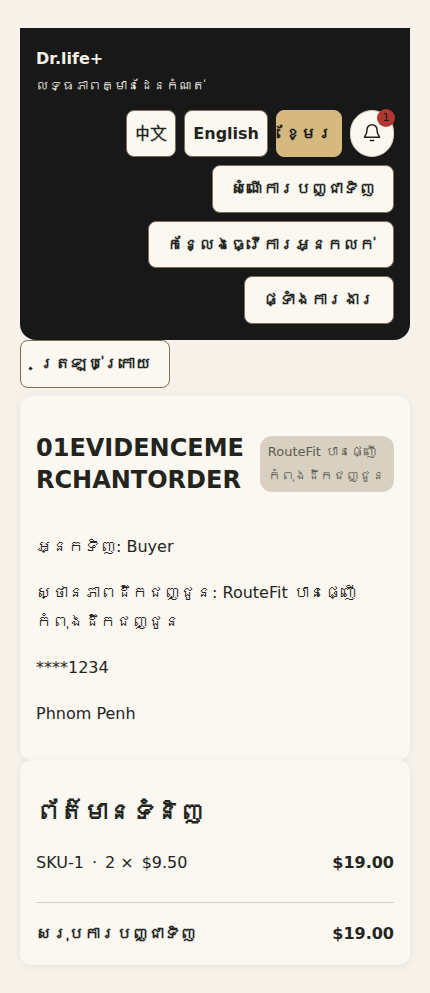 Dr.life+
លទ្ធភាពគ្មានដែនកំណត់
中文
English
ខ្មែរ
1
សំណើការបញ្ជាទិញ
កន្លែងធ្វើការអ្នកលក់
ផ្ទាំងការងារ
ត្រឡប់ក្រោយ
01EVIDENCEME
RCHANTORDER
RouteFit បានផ្ញើ
កំពុងដឹកជញ្ជូន
អ្នកទិញ: Buyer
ស្ថានភាពដឹកជញ្ជូន: RouteFit បានផ្ញើ
កំពុងដឹកជញ្ជូន
****1234
Phnom Penh
ព័ត៌មានទំនិញ
SKU-1 · 2 × $9.50 $19.00
សរុបការបញ្ជាទិញ $19.00